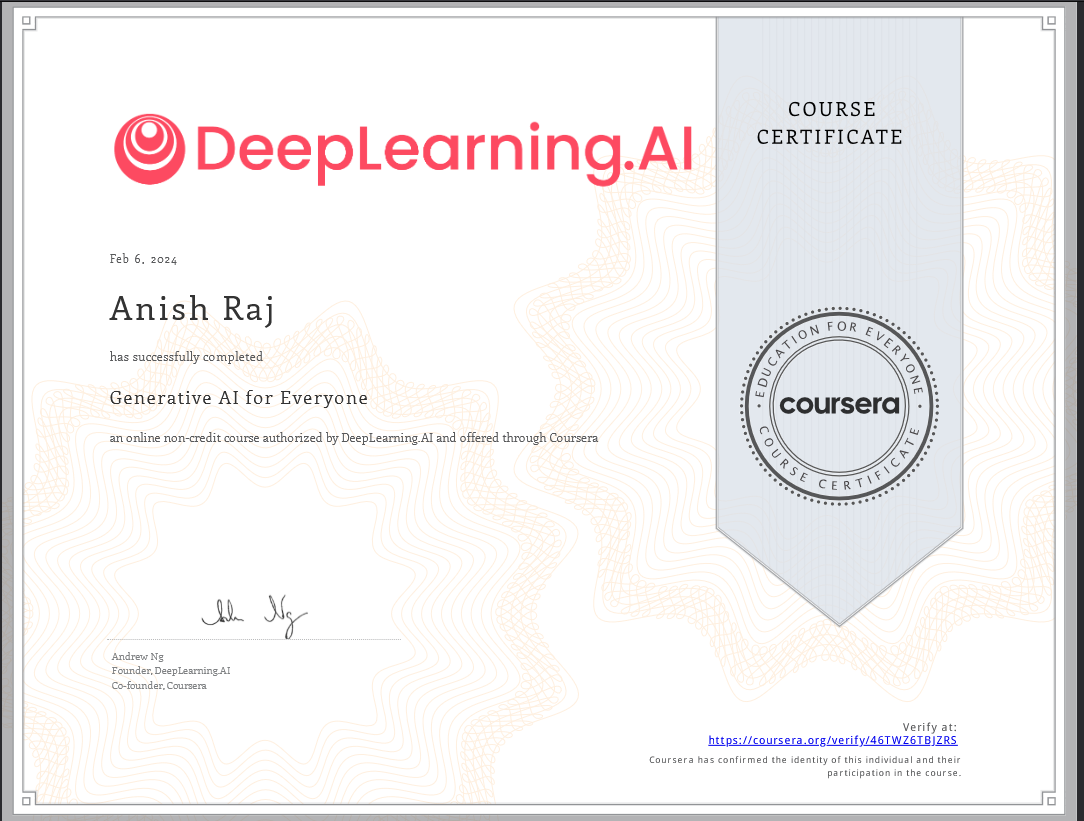 DeepLearning.AI
COURSE
CERTIFICATE
Feb 6, 2024
Anish Raj
has successfully completed
Generative AI for Everyone
an online non-credit course authorized by DeepLearning.AI and offered through Coursera
EDUCATION FOR EVERYONE
coursera
COURSE CERTIFICATE
Andrew Ng
Founder, DeepLearning.AI
Co-founder, Coursera
Verify at:
https://coursera.org/verify/46TWZ6TBJZRS
Coursera has confirmed the identity of this individual and their
participation in the course.